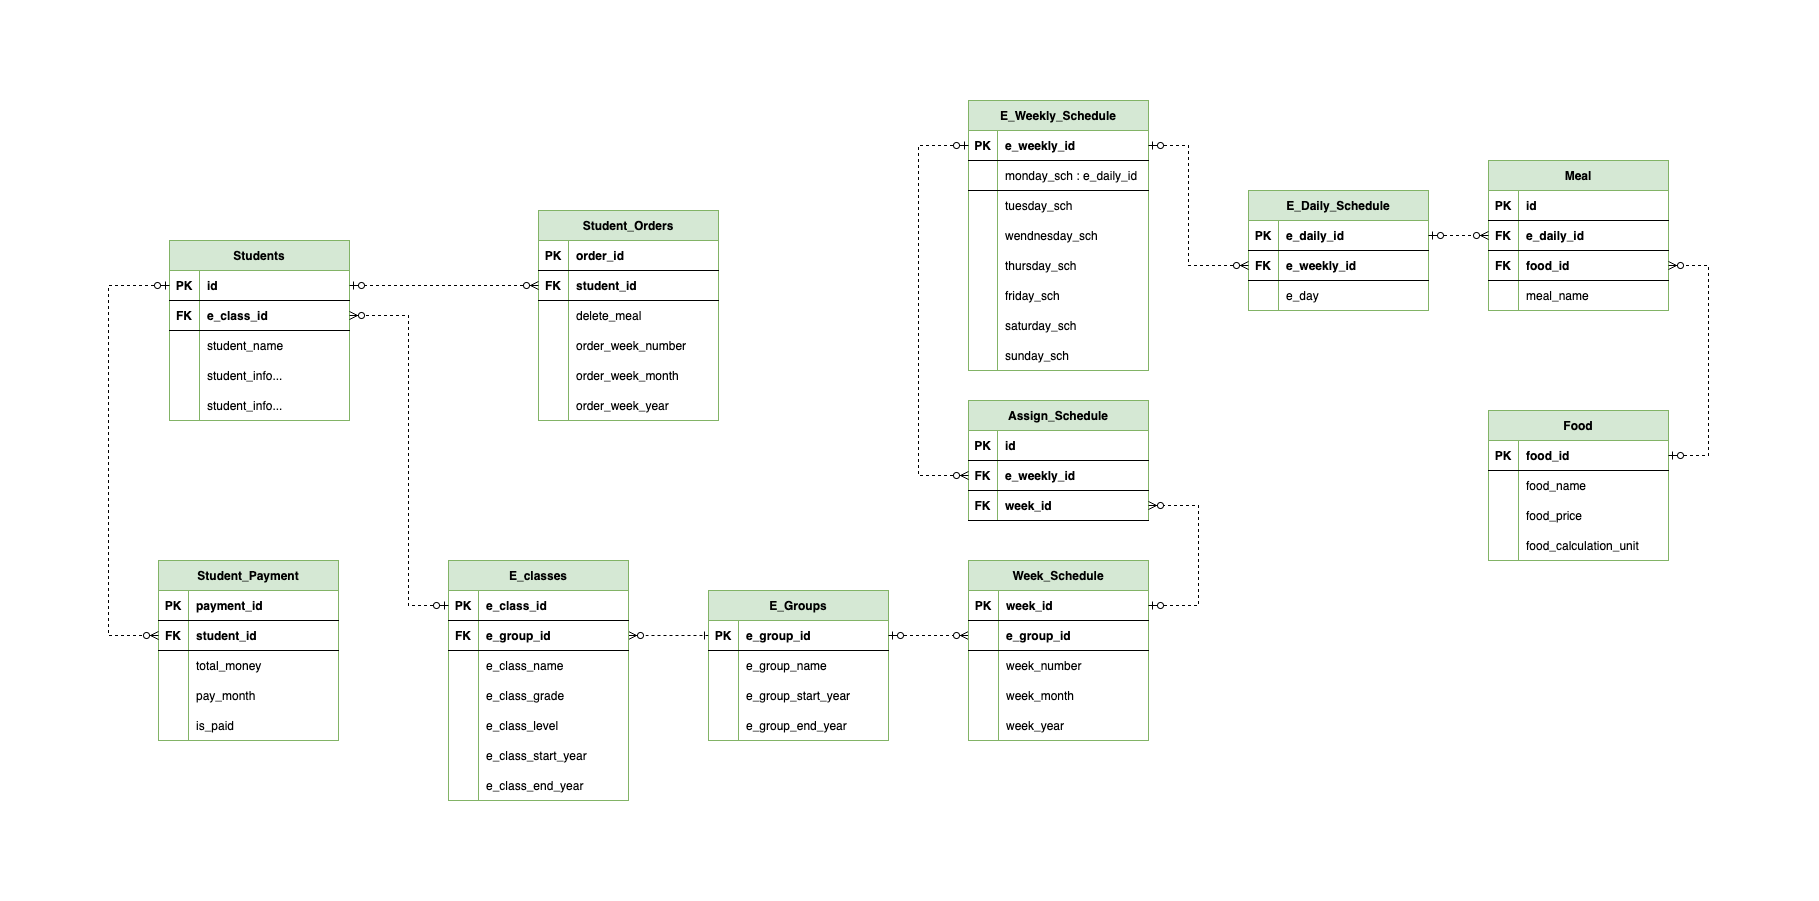 E_Weekly_Schedule
PK e_weekly_id
monday_sch : e_daily_id
tuesday_sch
wendnesday_sch
thursday_sch
friday_sch
saturday_sch
sunday_sch
Meal
PK id
FK e_daily_id
FK food_id
meal_name
E_Daily_Schedule
PK e_daily_id
FK e_weekly_id
e_day
Student_Orders
PK order_id
FK student_id
delete_meal
order_week_number
order_week_month
order_week_year
Students
PK id
FK e_class_id
student_name
student_info...
student_info...
Assign_Schedule
PK id
FK e_weekly_id
FK week_id
Food
PK food_id
food_name
food_price
food_calculation_unit
Student_Payment
PK payment_id
FK student_id
total_money
pay_month
is_paid
E_classes
PK e_class_id
FK e_group_id
e_class_name
e_class_grade
e_class_level
e_class_start_year
e_class_end_year
E_Groups
PK e_group_id
e_group_name
e_group_start_year
e_group_end_year
Week_Schedule
PK week_id
e_group_id
week_number
week_month
week_year